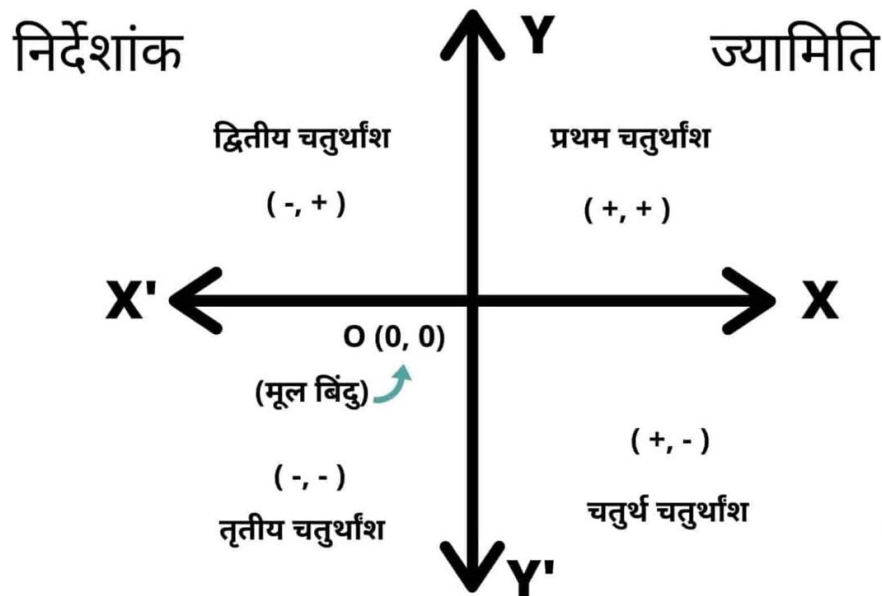 निर्देशांक
ज्यामिति
Y
द्वितीय चतुर्थांश
प्रथम चतुर्थांश
( -, + )
( +, + )
X'
X
O (0, 0)
(मूल बिंदु)
( +, - )
( -, - )
चतुर्थ चतुर्थांश
तृतीय चतुर्थांश
Y'